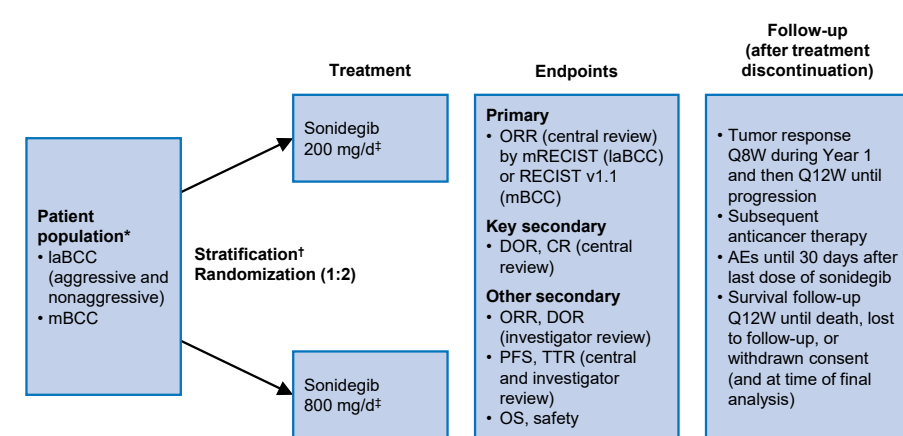 Patient
population*
• laBCC
(aggressive and
nonaggressive)
• mBCC
Stratification†
Randomization (1:2)
Treatment
Sonidegib
200 mg/d‡
Sonidegib
800 mg/d‡
Endpoints
Primary
• ORR (central review)
by mRECIST (laBCC)
or RECIST v1.1
(mBCC)
Key secondary
• DOR, CR (central
review)
Other secondary
• ORR, DOR
(investigator review)
• PFS, TTR (central
and investigator
review)
• OS, safety
Follow-up
(after treatment
discontinuation)
• Tumor response
Q8W during Year 1
and then Q12W until
progression
• Subsequent
anticancer therapy
• AEs until 30 days after
last dose of sonidegib
• Survival follow-up
Q12W until death, lost
to follow-up, or
withdrawn consent
(and at time of final
analysis)